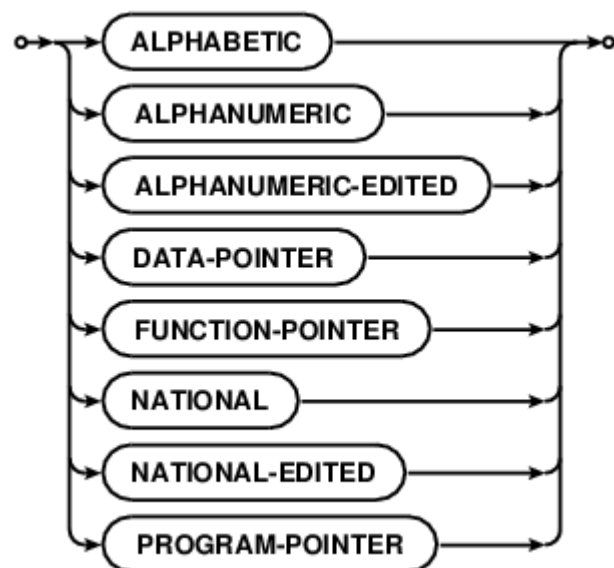 ALPHABETIC
ALPHANUMERIC
ALPHANUMERIC-EDITED
DATA-POINTER
FUNCTION-POINTER
NATIONAL
NATIONAL-EDITED
PROGRAM-POINTER